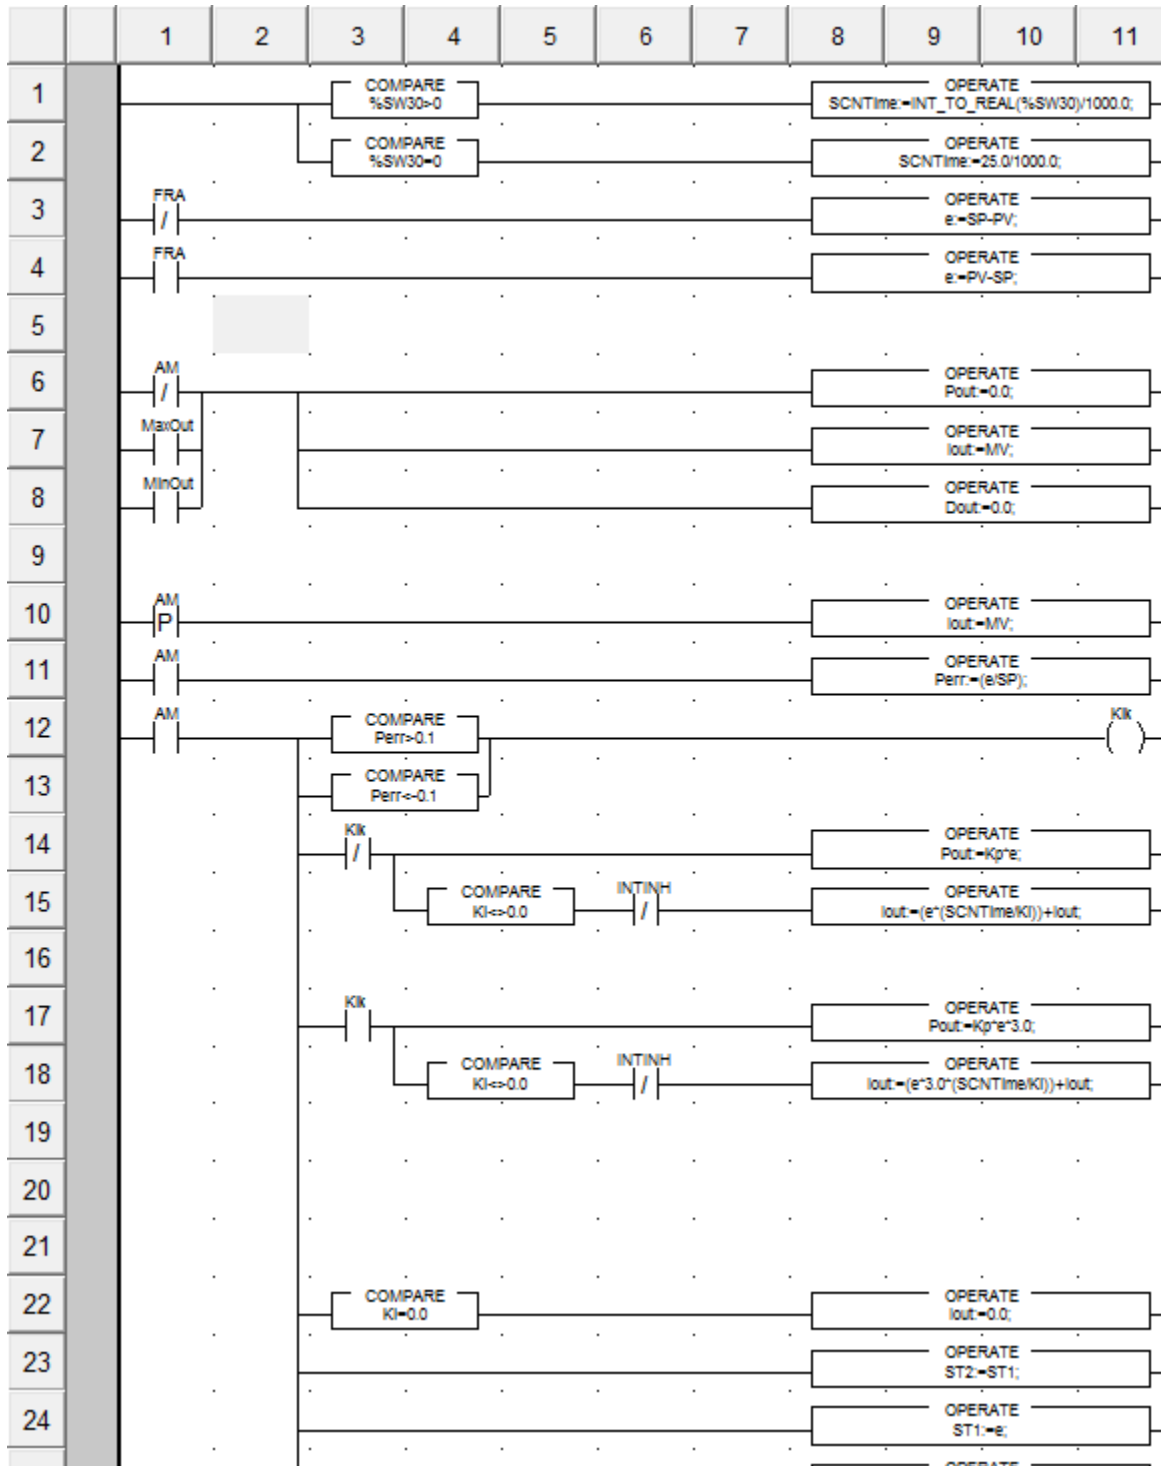 1 2 3 4 5 6 7 8 9 10 11
1
COMPARE OPERATE
%SW30>0 SCNTime:=INT_TO_REAL(%SW30)/1000.0;
2
COMPARE OPERATE
%SW30=0 SCNTime:=25.0/1000.0;
3
FRA OPERATE
/ e:=SP-PV;
4
FRA OPERATE
e:=PV-SP;
5
6
AM OPERATE
/ Pout:=0.0;
7
MaxOut OPERATE
Iout:=MV;
8
MinOut OPERATE
Dout:=0.0;
9
10
AM OPERATE
P Iout:=MV;
11
AM OPERATE
Perr:=(e/SP);
12
AM COMPARE Kik
Perr>0.1
13
COMPARE
Perr<-0.1
14
Kik OPERATE
/ Pout:=Kp*e;
15
COMPARE INTINH OPERATE
KI<>0.0 / Iout:=(e*(SCNTime/KI))+Iout;
16
17
Kik OPERATE
Pout:=Kp*e*3.0;
18
COMPARE INTINH OPERATE
KI<>0.0 / Iout:=(e*3.0*(SCNTime/KI))+Iout;
19
20
21
22
COMPARE OPERATE
KI=0.0 Iout:=0.0;
23
OPERATE
ST2:=ST1;
24
OPERATE
ST1:=e;